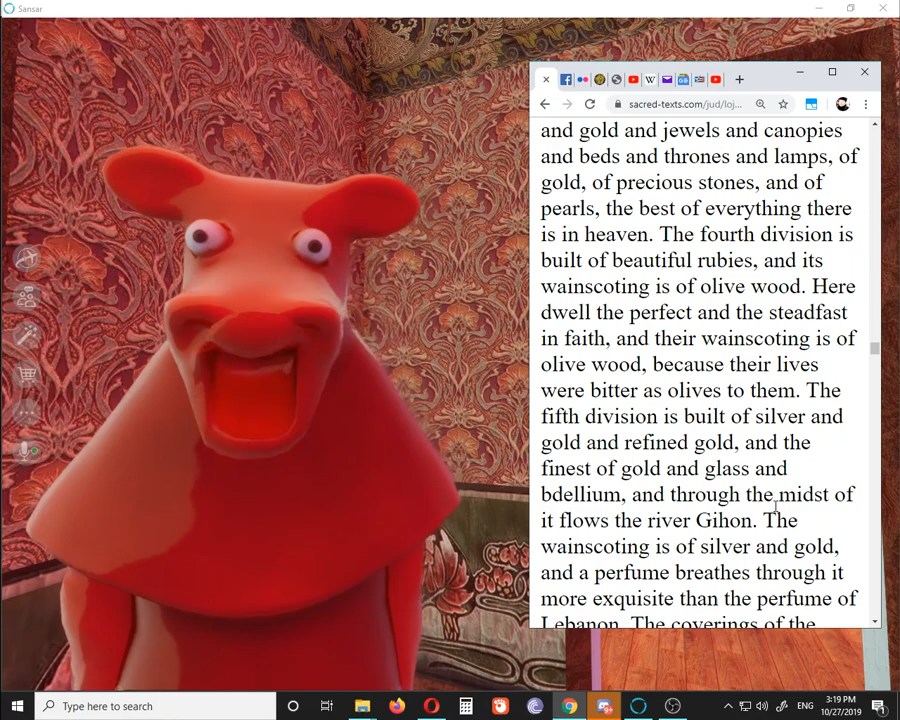 Sansar
sacred-texts.com/jud/loj...
and gold and jewels and canopies
and beds and thrones and lamps, of
gold, of precious stones, and of
pearls, the best of everything there
is in heaven. The fourth division is
built of beautiful rubies, and its
wainscoting is of olive wood. Here
dwell the perfect and the steadfast
in faith, and their wainscoting is of
olive wood, because their lives
were bitter as olives to them. The
fifth division is built of silver and
gold and refined gold, and the
finest of gold and glass and
bdellium, and through the midst of
it flows the river Gihon. The
wainscoting is of silver and gold,
and a perfume breathes through it
more exquisite than the perfume of
Lebanon. The coverings of the
Type here to search
ENG
3:19 PM
10/27/2019